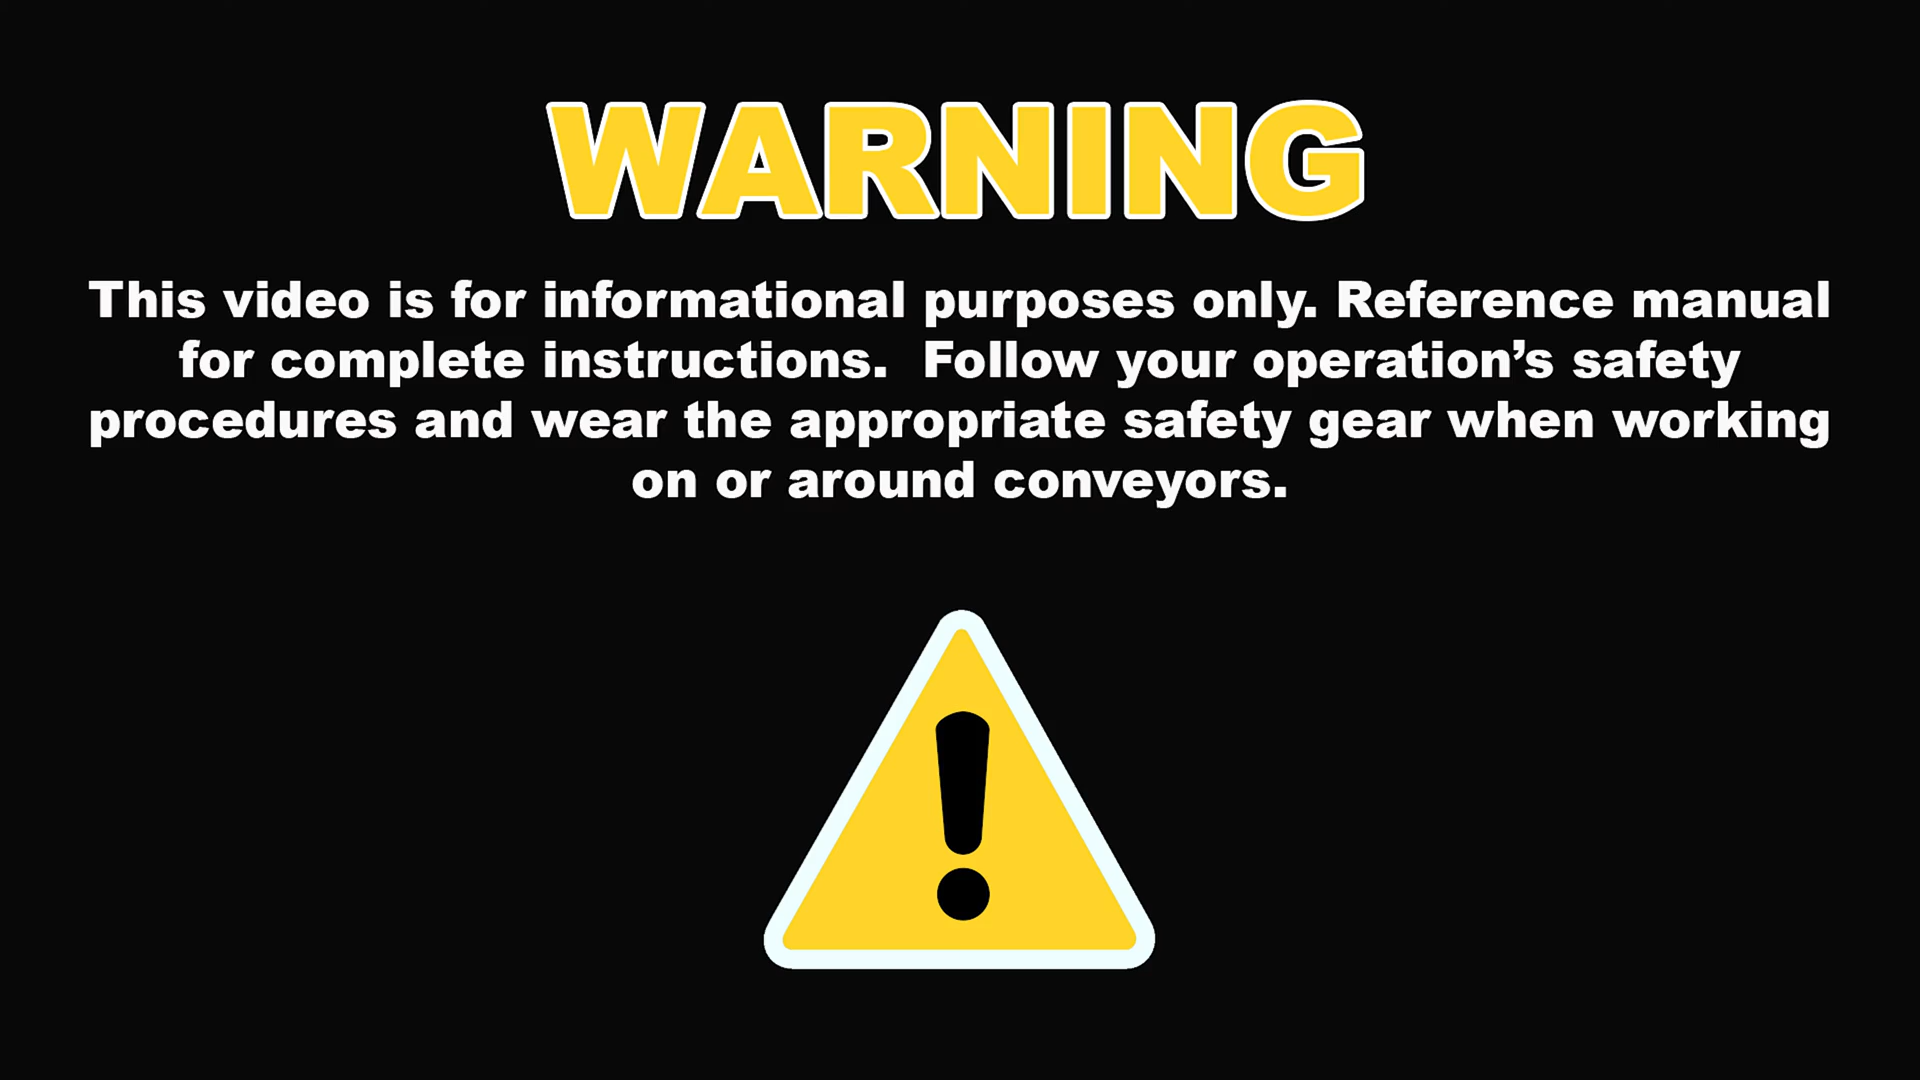 WARNING
This video is for informational purposes only. Reference manual
for complete instructions.  Follow your operation’s safety
procedures and wear the appropriate safety gear when working
on or around conveyors.
!